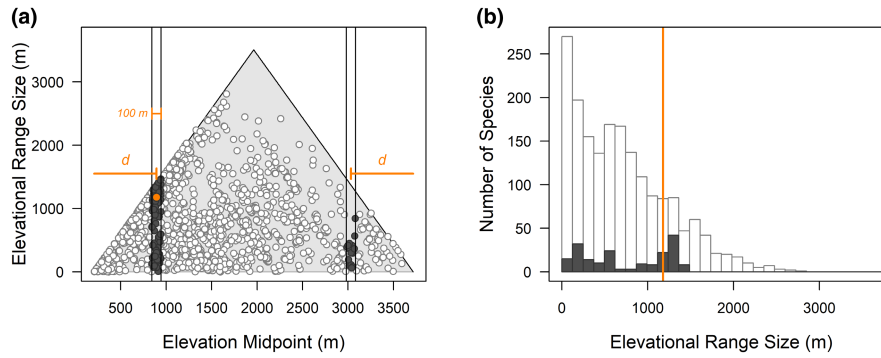 (a)
Elevational Range Size (m)
3000
2000
1000
0
100 m
d
d
500
1000
1500
2000
2500
3000
3500
Elevation Midpoint (m)
(b)
Number of Species
250
200
150
100
50
0
0
1000
2000
3000
Elevational Range Size (m)